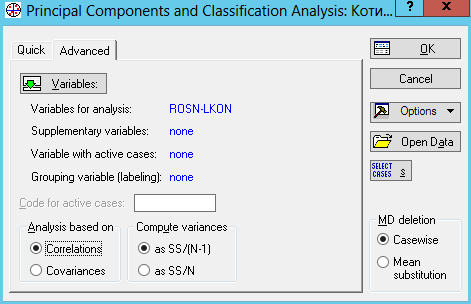 Principal Components and Classification Analysis: Коти...
?
Quick
Advanced
Variables:
Variables for analysis: ROSN-LKON
Supplementary variables: none
Variable with active cases: none
Grouping variable (labeling): none
Code for active cases:
Analysis based on
Correlations
Covariances
Compute variances
as SS/(N-1)
as SS/N
OK
Cancel
Options
Open Data
SELECT
CASES
S
MD deletion
Casewise
Mean
substitution